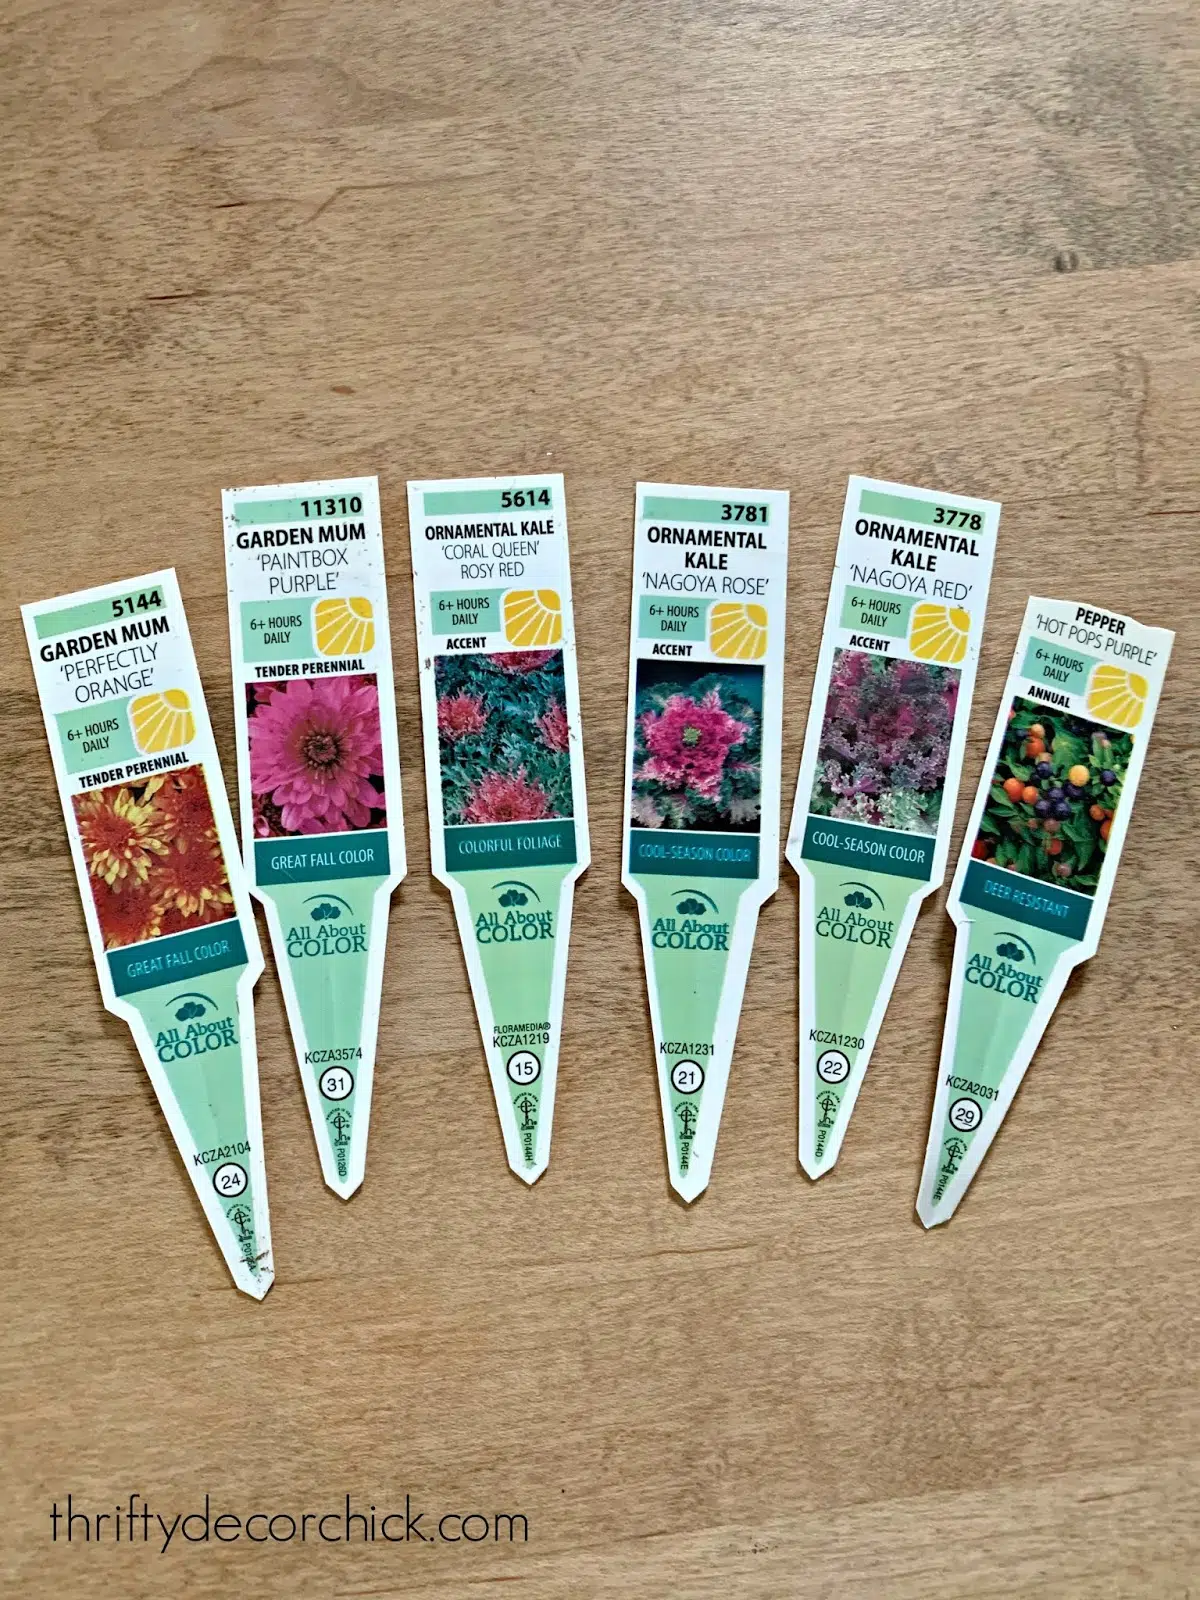 5144
GARDEN MUM
'PERFECTLY
ORANGE'
6+ HOURS
DAILY
TENDER PERENNIAL
GREAT FALL COLOR
All About
COLOR
KCZA2104
24
11310
GARDEN MUM
'PAINTBOX
PURPLE'
6+ HOURS
DAILY
TENDER PERENNIAL
GREAT FALL COLOR
All About
COLOR
KCZA3574
31
5614
ORNAMENTAL KALE
'CORAL QUEEN'
ROSY RED
6+ HOURS
DAILY
ACCENT
COLORFUL FOLIAGE
All About
COLOR
FLORAMEDIA®
KCZA1219
15
P0144H
3781
ORNAMENTAL
KALE
'NAGOYA ROSE'
6+ HOURS
DAILY
ACCENT
COOL-SEASON COLOR
All About
COLOR
KCZA1231
21
P0144E
3778
ORNAMENTAL
KALE
'NAGOYA RED'
6+ HOURS
DAILY
ACCENT
COOL-SEASON COLOR
All About
COLOR
KCZA1230
22
P0144D
PEPPER
'HOT POPS PURPLE'
6+ HOURS
DAILY
ANNUAL
DEER RESISTANT
All About
COLOR
KCZA2031
29
thriftydecorchick.com